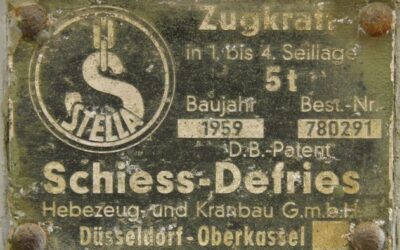 Zugkraft
in 1. bis 4. Seillage
5t
Baujahr Best.-Nr.
1959 780291
D.B.-Patent
STELLA
Schiess-Defries
Hebezeug- und Kranbau G.m.b.H.
Düsseldorf-Oberkassel